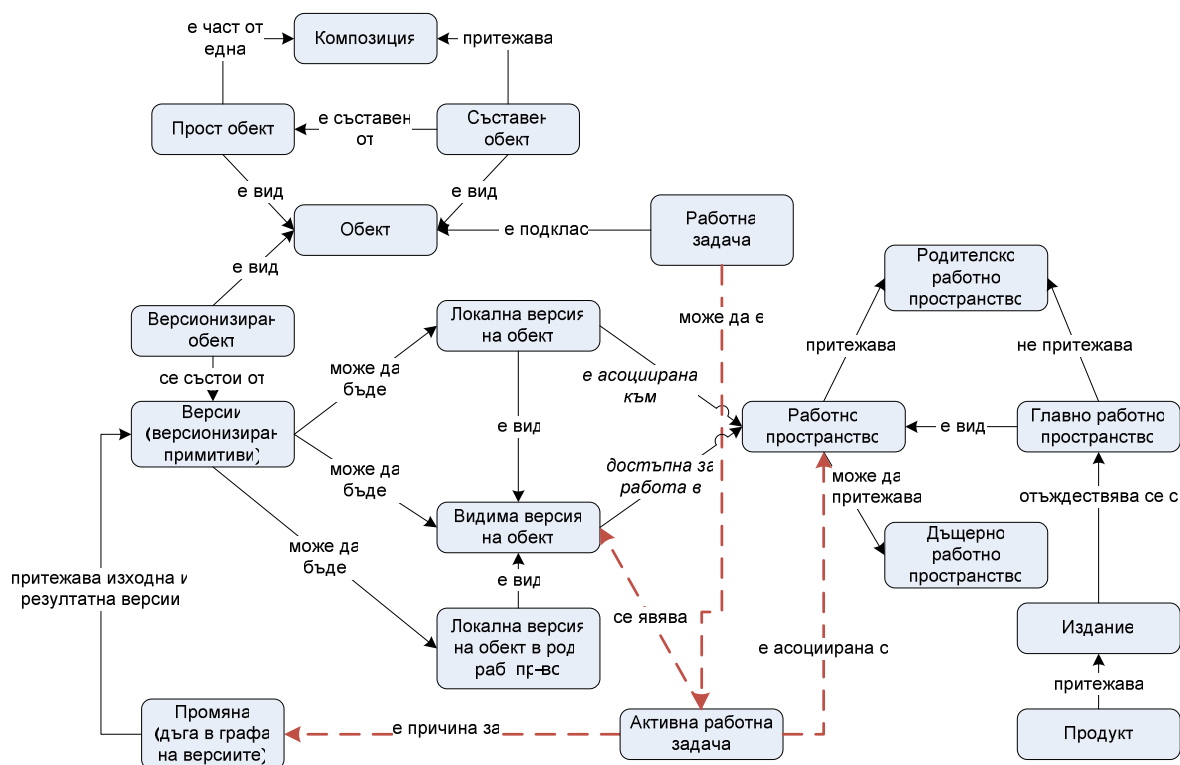 е част от
една
Композиция
притежава
Прост обект
е съставен
от
Съставен
обект
е вид
е вид
Обект
е подклас
Работна
задача
е вид
Родителско
работно
пространство
Версионизиран
обект
Локална версия
на обект
може да е
може да
бъде
е асоциирана
към
притежава
не притежава
се състои от
Версии
(версионизиран
примитиви)
е вид
Работно
пространство
е вид
Главно работно
пространство
може да
бъде
достъпна за
работа в
може да
притежава
отъждествява се с
Видима версия
на обект
може да
бъде
Дъщерно
работно
пространство
притежава изходна и
резултатна версии
е вид
Локална версия
на обект в род
раб. пр-во
се явява
е асоциирана с
Издание
притежава
Промяна
(дъга в графа
на версиите)
е причина за
Активна работна
задача
Продукт